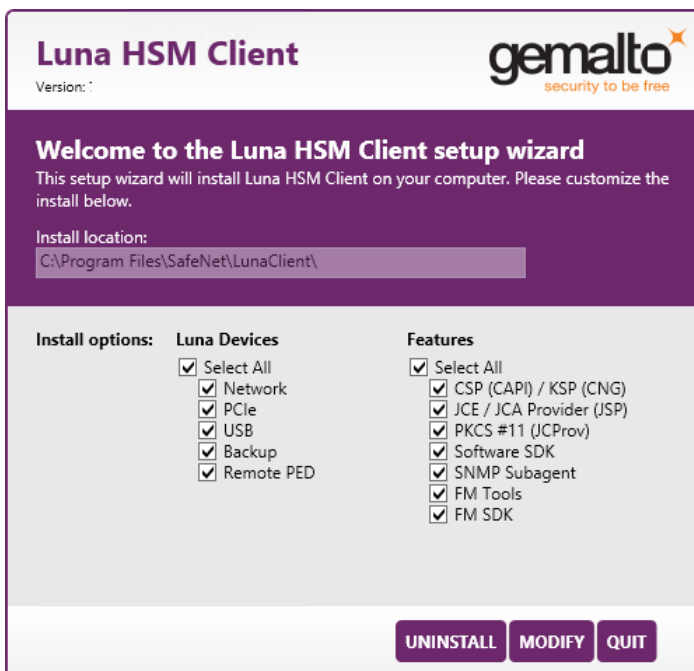 Luna HSM Client
Version:
gemalto
security to be free
Welcome to the Luna HSM Client setup wizard
This setup wizard will install Luna HSM Client on your computer. Please customize the
install below.
Install location:
C:\Program Files\SafeNet\LunaClient\
Install options:
Luna Devices
Select All
Network
PCIe
USB
Backup
Remote PED
Features
Select All
CSP (CAPI) / KSP (CNG)
JCE / JCA Provider (JSP)
PKCS #11 (JCProv)
Software SDK
SNMP Subagent
FM Tools
FM SDK
UNINSTALL
MODIFY
QUIT